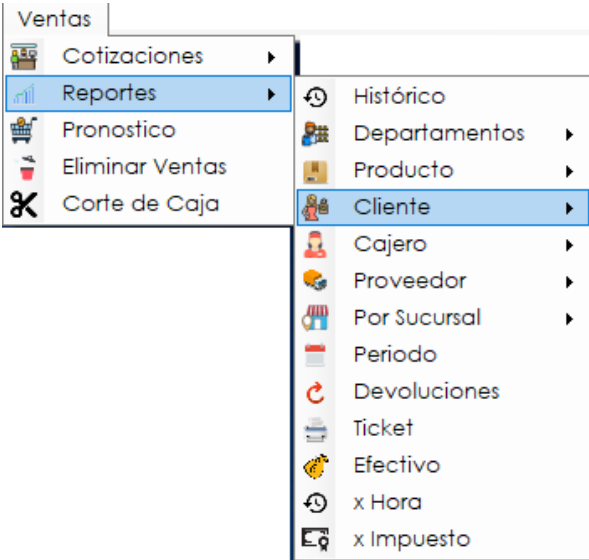 Ventas
Cotizaciones
Reportes
Pronostico
Eliminar Ventas
Corte de Caja
Histórico
Departamentos
Producto
Cliente
Cajero
Proveedor
Por Sucursal
Periodo
Devoluciones
Ticket
Efectivo
x Hora
x Impuesto